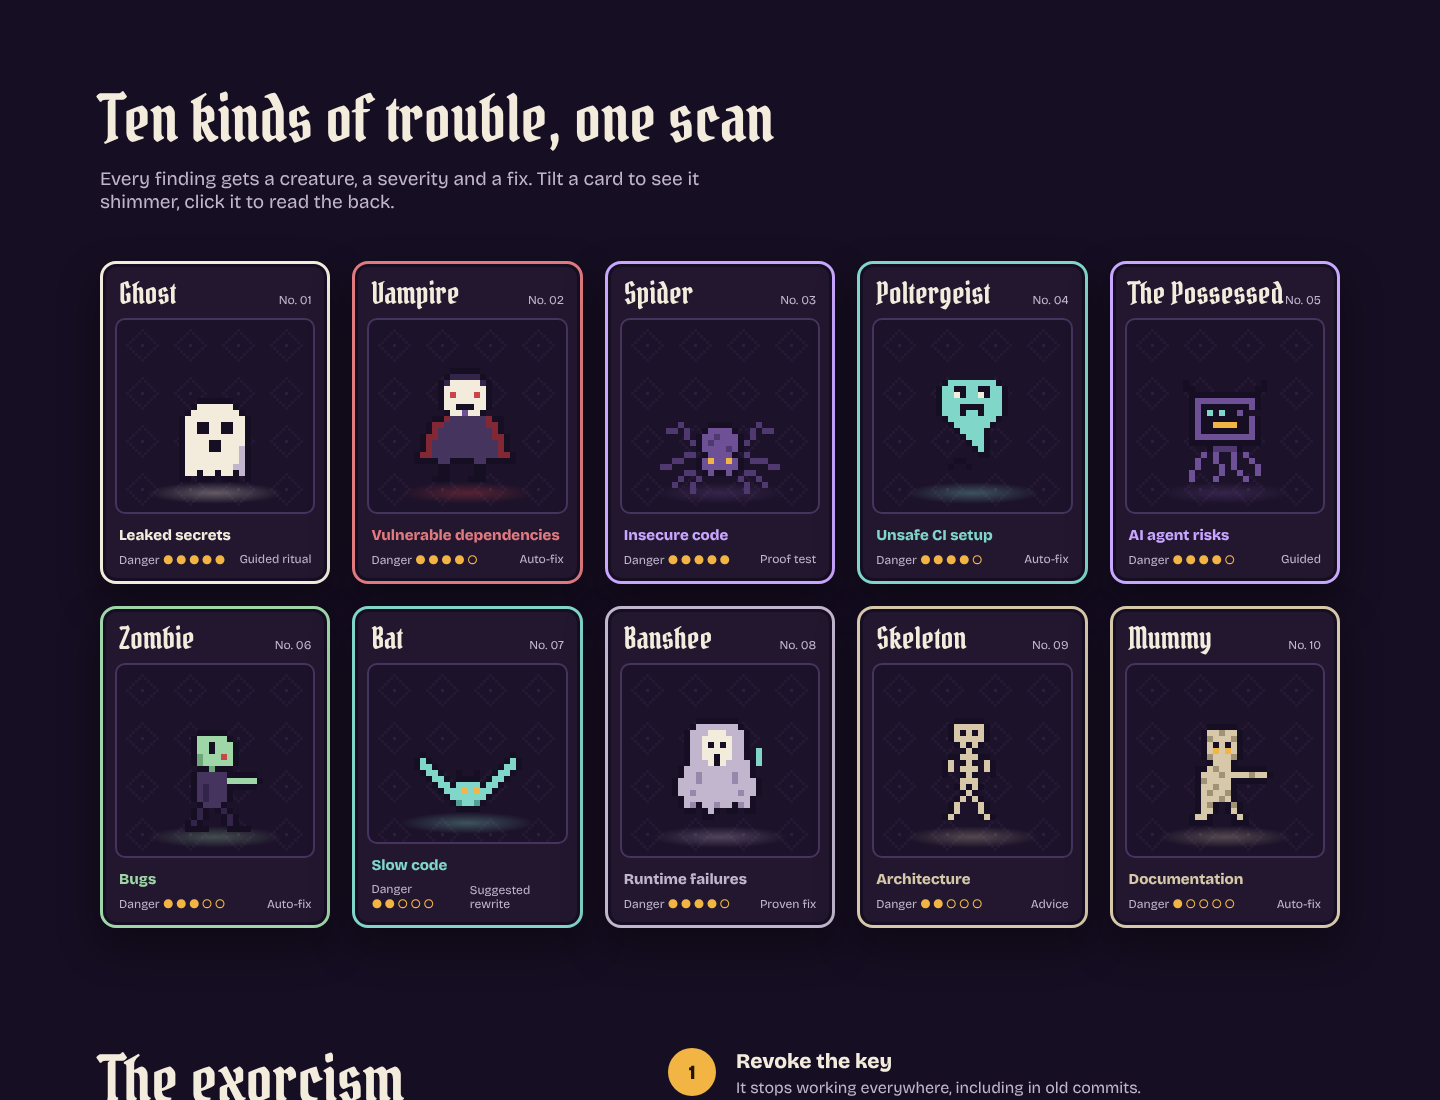 Ten kinds of trouble, one scan
Every finding gets a creature, a severity and a fix. Tilt a card to see it
shimmer, click it to read the back.
Ghost No. 01
Leaked secrets
Danger Guided ritual
Vampire No. 02
Vulnerable dependencies
Danger Auto-fix
Spider No. 03
Insecure code
Danger Proof test
Poltergeist No. 04
Unsafe CI setup
Danger Auto-fix
The Possessed No. 05
AI agent risks
Danger Guided
Zombie No. 06
Bugs
Danger Auto-fix
Bat No. 07
Slow code
Danger Suggested
rewrite
Banshee No. 08
Runtime failures
Danger Proven fix
Skeleton No. 09
Architecture
Danger Advice
Mummy No. 10
Documentation
Danger Auto-fix
The exorcism
1 Revoke the key
It stops working everywhere, including in old commits.